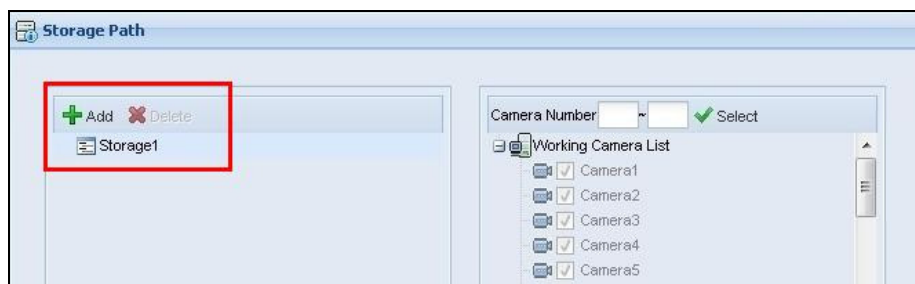 Storage Path
Add Delete
Storage1
Camera Number ~ Select
Working Camera List
Camera1
Camera2
Camera3
Camera4
Camera5